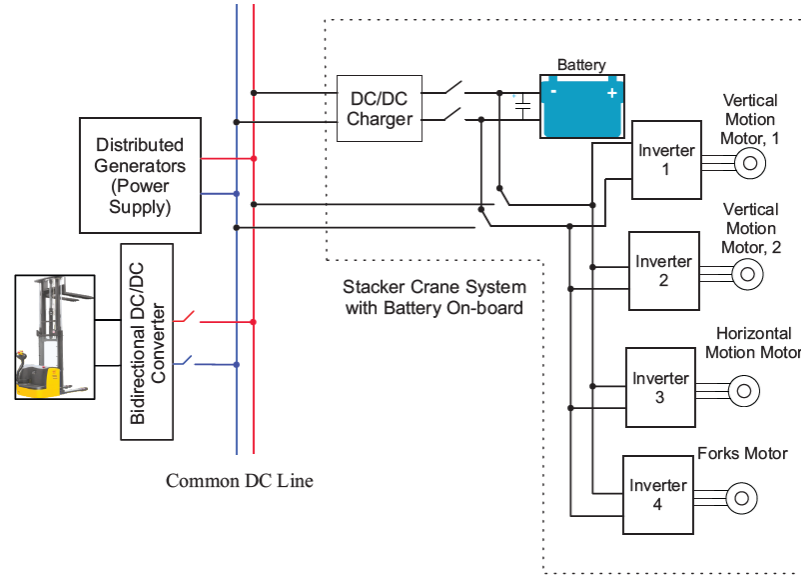 Battery
DC/DC
Charger
-
+
Vertical
Motion
Motor, 1
Distributed
Generators
(Power
Supply)
Inverter
1
Vertical
Motion
Motor, 2
Inverter
2
Bidirectional DC/DC
Converter
Stacker Crane System
with Battery On-board
Horizontal
Motion Motor
Inverter
3
Forks Motor
Inverter
4
Common DC Line